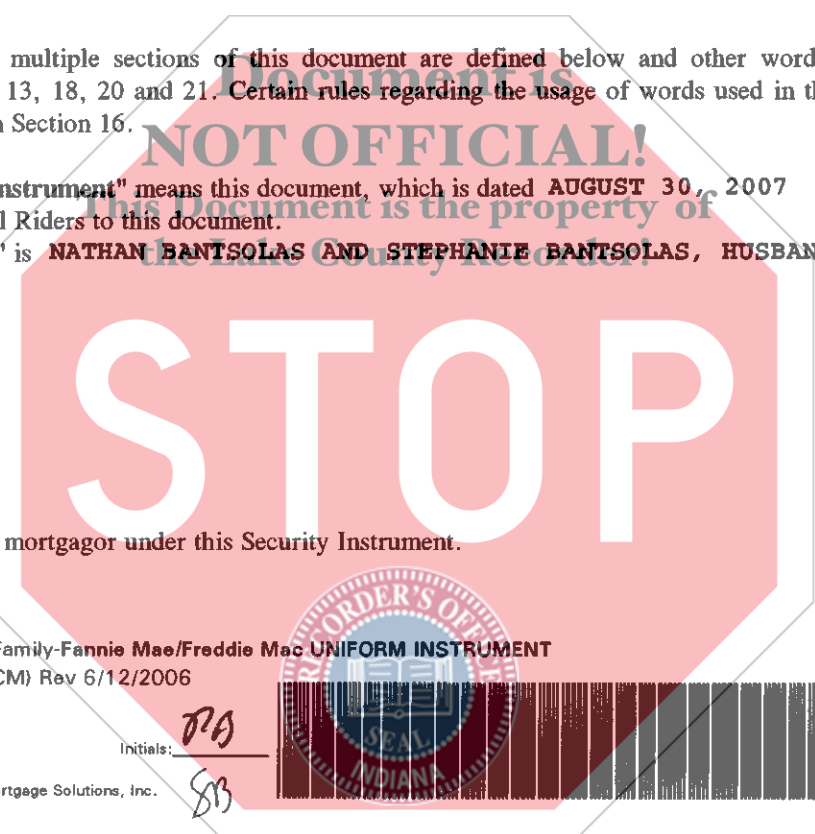 multiple sections of this document are defined below and other word
13, 18, 20 and 21. Certain rules regarding the usage of words used in th
n Section 16.
nstrument" means this document, which is dated AUGUST 30, 2007
l Riders to this document.
" is NATHAN BANTSOLAS AND STEPHANIE BANTSOLAS, HUSBAN
Document is
NOT OFFICIAL!
This Document is the property of
the Lake County Recorder!
STOP
mortgagor under this Security Instrument.
RECORDER'S OFFICE
SEAL
INDIANA
Family-Fannie Mae/Freddie Mac UNIFORM INSTRUMENT
CM) Rev 6/12/2006
Initials:
rtgage Solutions, Inc.
SB